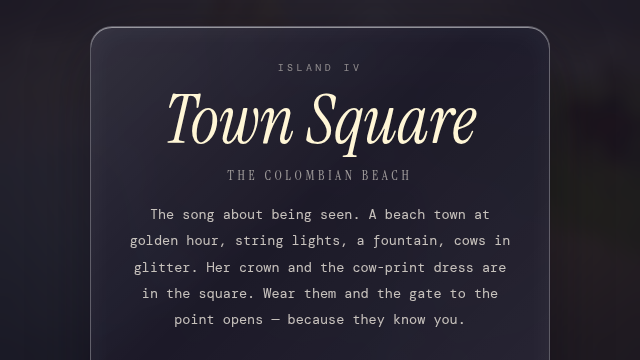 ISLAND IV
Town Square
THE COLOMBIAN BEACH
The song about being seen. A beach town at
golden hour, string lights, a fountain, cows in
glitter. Her crown and the cow-print dress are
in the square. Wear them and the gate to the
point opens — because they know you.